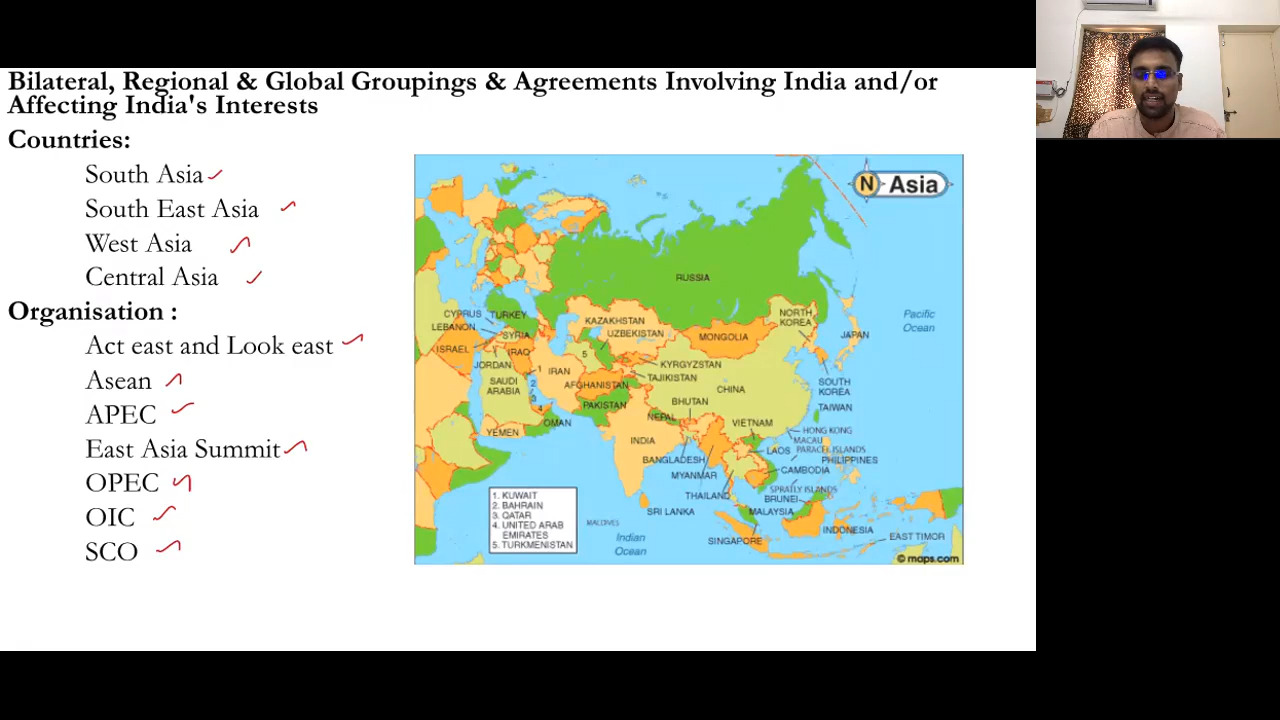 Bilateral, Regional & Global Groupings & Agreements Involving India and/or
Affecting India's Interests
Countries:
South Asia
South East Asia
West Asia
Central Asia
Organisation :
Act east and Look east
Asean
APEC
East Asia Summit
OPEC
OIC
SCO
N Asia
RUSSIA
Pacific
Ocean
CYPRUS
TURKEY
LEBANON
SYRIA
ISRAEL
IRAQ
JORDAN
SAUDI
ARABIA
YEMEN
OMAN
IRAN
1
2
3
4
5
KAZAKHSTAN
UZBEKISTAN
KYRGYZSTAN
TAJIKISTAN
AFGHANISTAN
PAKISTAN
MONGOLIA
NORTH
KOREA
JAPAN
SOUTH
KOREA
TAIWAN
CHINA
BHUTAN
NEPAL
INDIA
BANGLADESH
MYANMAR
THAILAND
VIETNAM
LAOS
CAMBODIA
HONG KONG
MACAU
PARACEL ISLANDS
PHILIPPINES
SPRATLY ISLANDS
BRUNEI
MALAYSIA
SINGAPORE
INDONESIA
EAST TIMOR
SRI LANKA
MALDIVES
Indian
Ocean
1. KUWAIT
2. BAHRAIN
3. QATAR
4. UNITED ARAB
EMIRATES
5. TURKMENISTAN
© maps.com